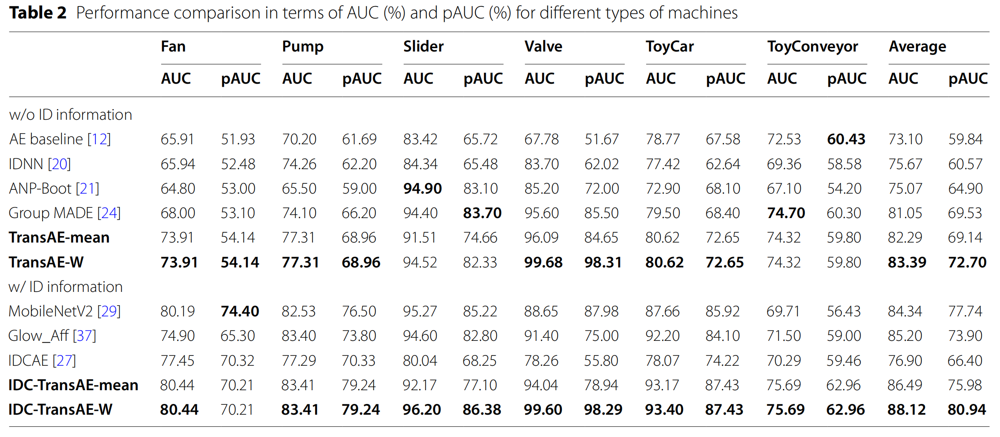 Table 2 Performance comparison in terms of AUC (%) and pAUC (%) for different types of machines
Fan Pump Slider Valve ToyCar ToyConveyor Average
AUC pAUC AUC pAUC AUC pAUC AUC pAUC AUC pAUC AUC pAUC AUC pAUC
w/o ID information
AE baseline [12] 65.91 51.93 70.20 61.69 83.42 65.72 67.78 51.67 78.77 67.58 72.53 60.43 73.10 59.84
IDNN [20] 65.94 52.48 74.26 62.20 84.34 65.48 83.70 62.02 77.42 62.64 69.36 58.58 75.67 60.57
ANP-Boot [21] 64.80 53.00 65.50 59.00 94.90 83.10 85.20 72.00 72.90 68.10 67.10 54.20 75.07 64.90
Group MADE [24] 68.00 53.10 74.10 66.20 94.40 83.70 95.60 85.50 79.50 68.40 74.70 60.30 81.05 69.53
TransAE-mean 73.91 54.14 77.31 68.96 91.51 74.66 96.09 84.65 80.62 72.65 74.32 59.80 82.29 69.14
TransAE-W 73.91 54.14 77.31 68.96 94.52 82.33 99.68 98.31 80.62 72.65 74.32 59.80 83.39 72.70
w/ ID information
MobileNetV2 [29] 80.19 74.40 82.53 76.50 95.27 85.22 88.65 87.98 87.66 85.92 69.71 56.43 84.34 77.74
Glow_Aff [37] 74.90 65.30 83.40 73.80 94.60 82.80 91.40 75.00 92.20 84.10 71.50 59.00 85.20 73.90
IDCAE [27] 77.45 70.32 77.29 70.33 80.04 68.25 78.26 55.80 78.07 74.22 70.29 59.46 76.90 66.40
IDC-TransAE-mean 80.44 70.21 83.41 79.24 92.17 77.10 94.04 78.94 93.17 87.43 75.69 62.96 86.49 75.98
IDC-TransAE-W 80.44 70.21 83.41 79.24 96.20 86.38 99.60 98.29 93.40 87.43 75.69 62.96 88.12 80.94